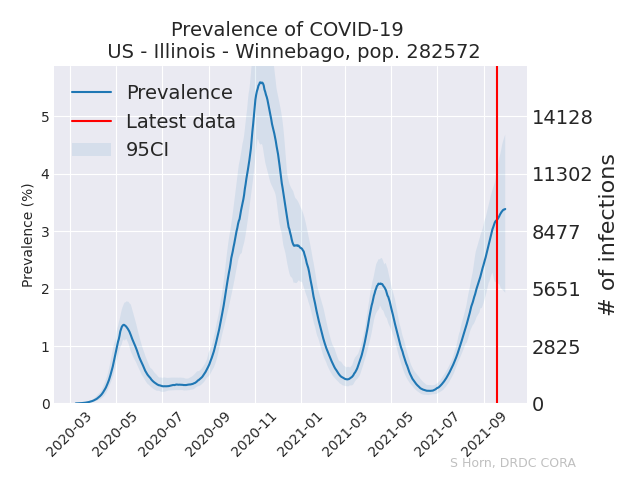 Prevalence of COVID-19
US - Illinois - Winnebago, pop. 282572
Prevalence
Latest data
95CI
Prevalence (%)
5
4
3
2
1
0
14128
11302
8477
5651
2825
0
# of infections
2020-03
2020-05
2020-07
2020-09
2020-11
2021-01
2021-03
2021-05
2021-07
2021-09
S Horn, DRDC CORA